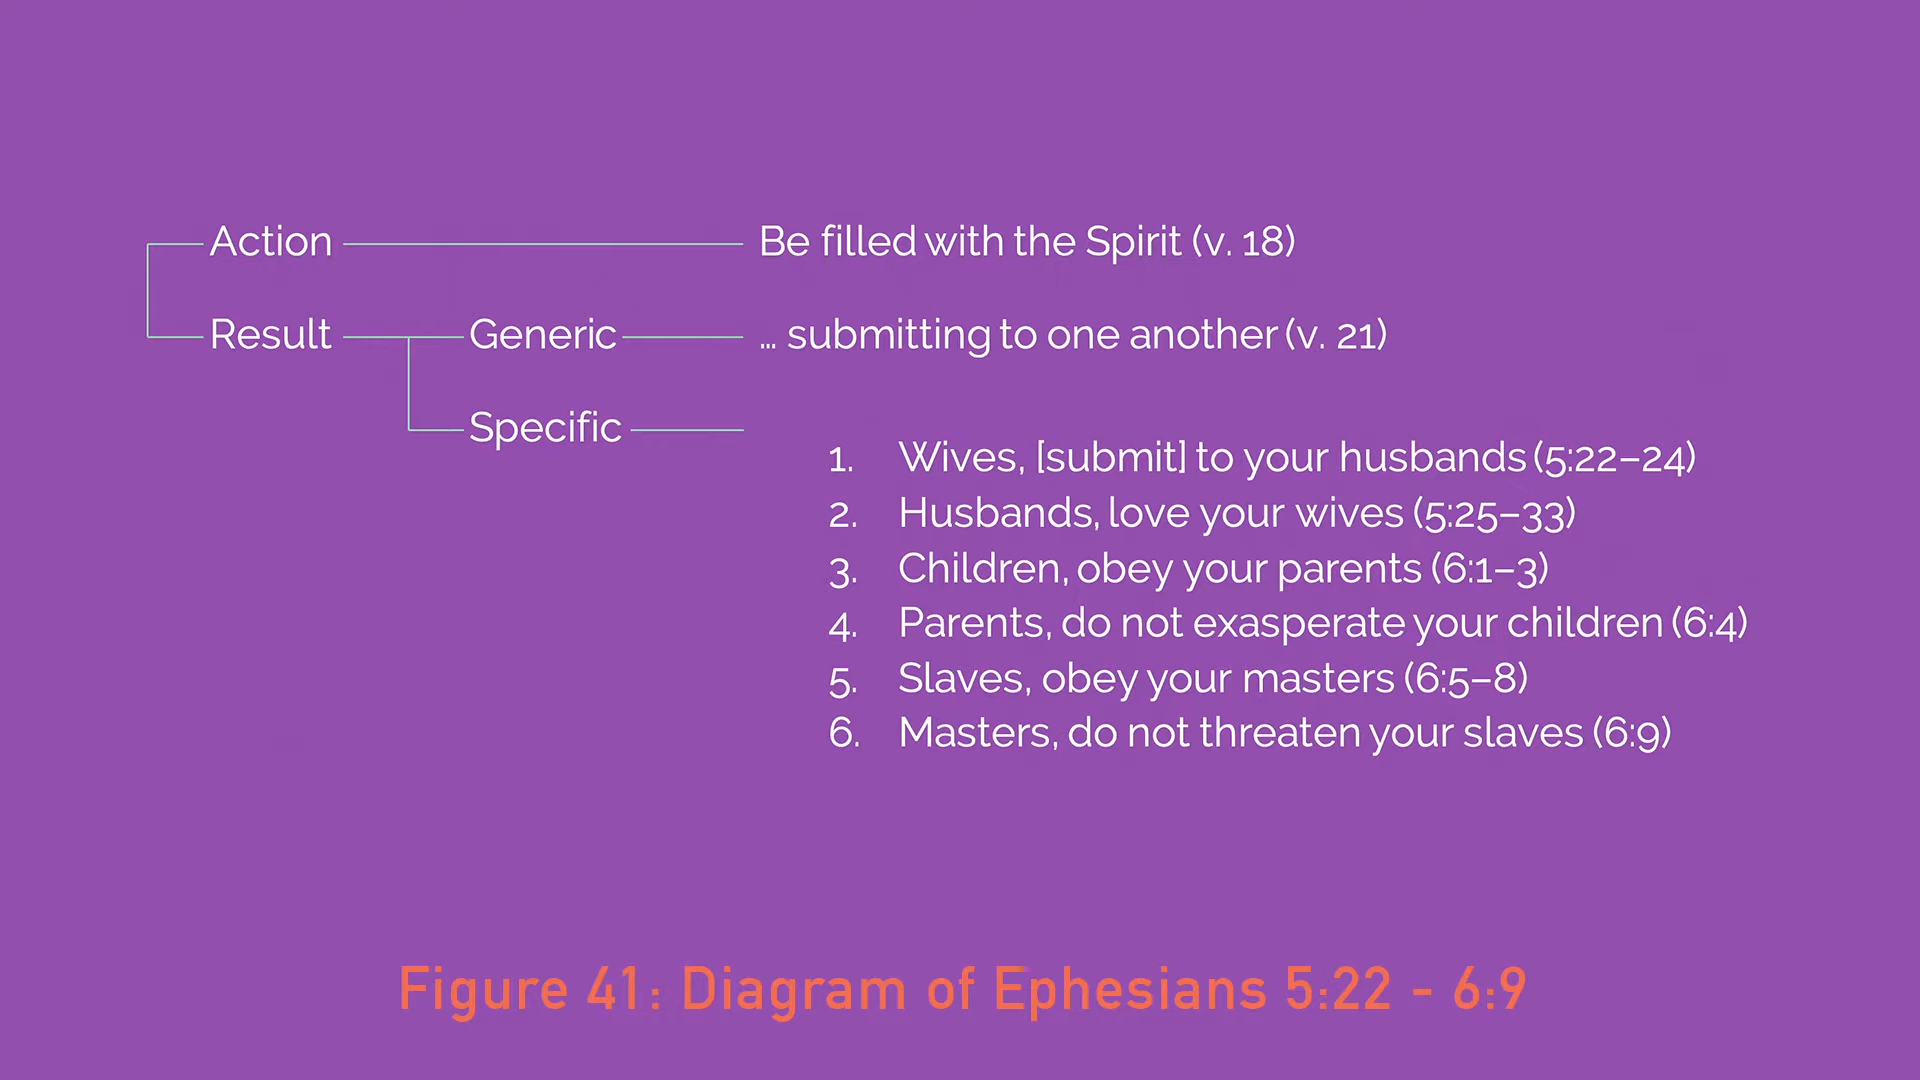 Action Be filled with the Spirit (v. 18)
Result Generic … submitting to one another (v. 21)
Specific
1. Wives, [submit] to your husbands (5:22–24)
2. Husbands, love your wives (5:25–33)
3. Children, obey your parents (6:1–3)
4. Parents, do not exasperate your children (6:4)
5. Slaves, obey your masters (6:5–8)
6. Masters, do not threaten your slaves (6:9)
Figure 41: Diagram of Ephesians 5:22 - 6:9